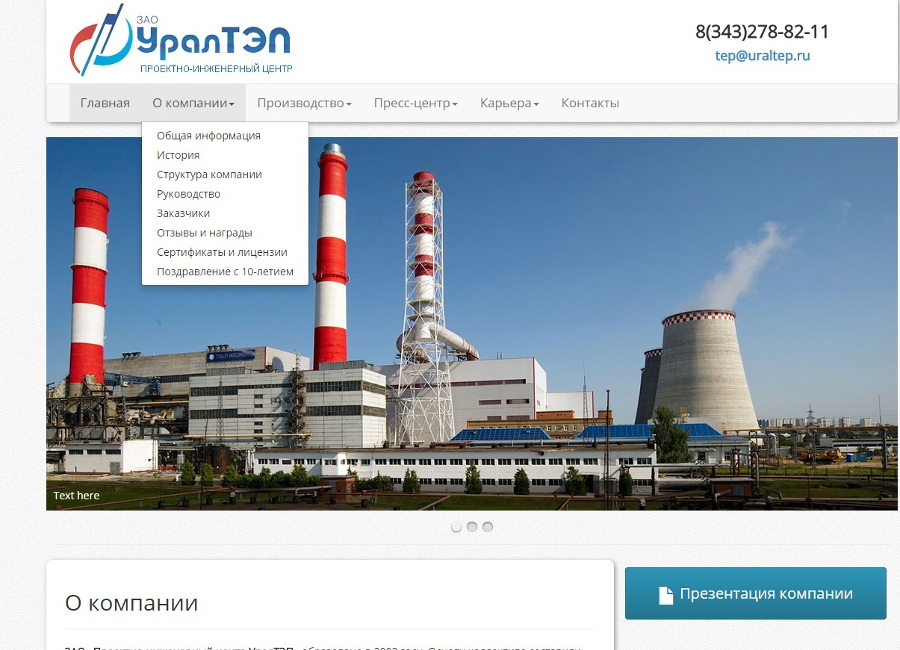 ЗАО
УралТЭП
ПРОЕКТНО-ИНЖЕНЕРНЫЙ ЦЕНТР
8(343)278-82-11
tep@uraltep.ru
Главная О компании Производство Пресс-центр Карьера Контакты
Общая информация
История
Структура компании
Руководство
Заказчики
Отзывы и награды
Сертификаты и лицензии
Поздравление с 10-летием
Text here
О компании
Презентация компании